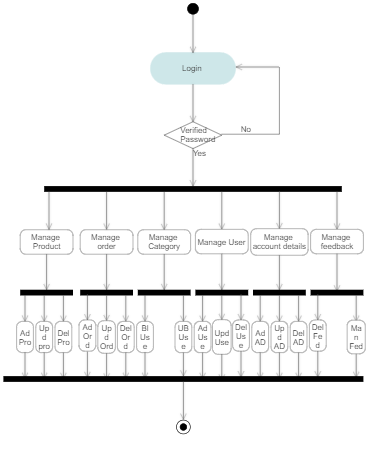 Login
Verified
Password
No
Yes
Manage
Product
Manage
order
Manage
Category
Manage User
Manage
account details
Manage
feedback
Ad
Pro
Up
d
pro
Del
Pro
Ad
Or
d
Up
d
Ord
Del
Or
d
Bl
Us
e
UB
Us
e
Ad
Us
e
Upd
Use
Del
Us
e
Ad
AD
Up
d
AD
Del
AD
Del
Fe
d
Ma
n
Fed